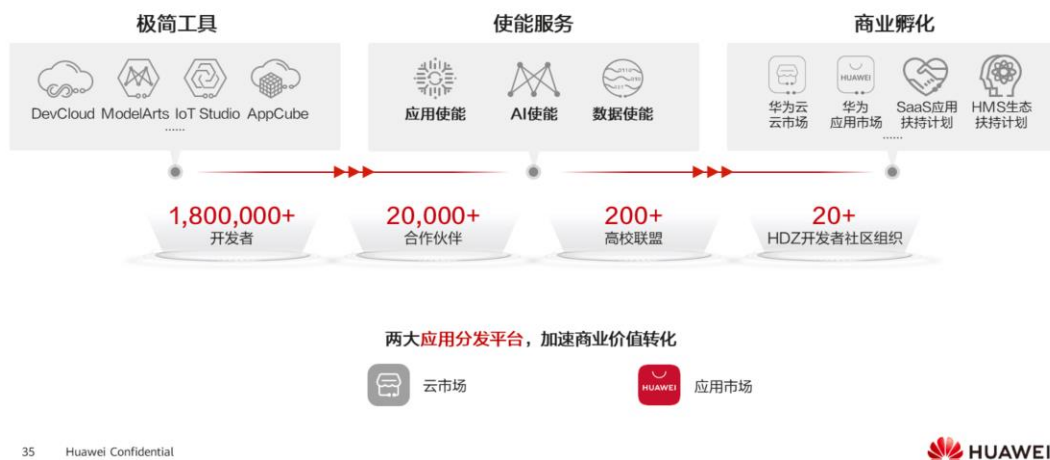 极简工具
DevCloud ModelArts IoT Studio AppCube
......
使能服务
应用使能 AI使能 数据使能
商业孵化
HUAWEI
华为云 华为 SaaS应用 HMS生态
云市场 应用市场 扶持计划 扶持计划
......
1,800,000+
开发者
20,000+
合作伙伴
200+
高校联盟
20+
HDZ开发者社区组织
两大应用分发平台，加速商业价值转化
云市场
HUAWEI
应用市场
35 Huawei Confidential
HUAWEI